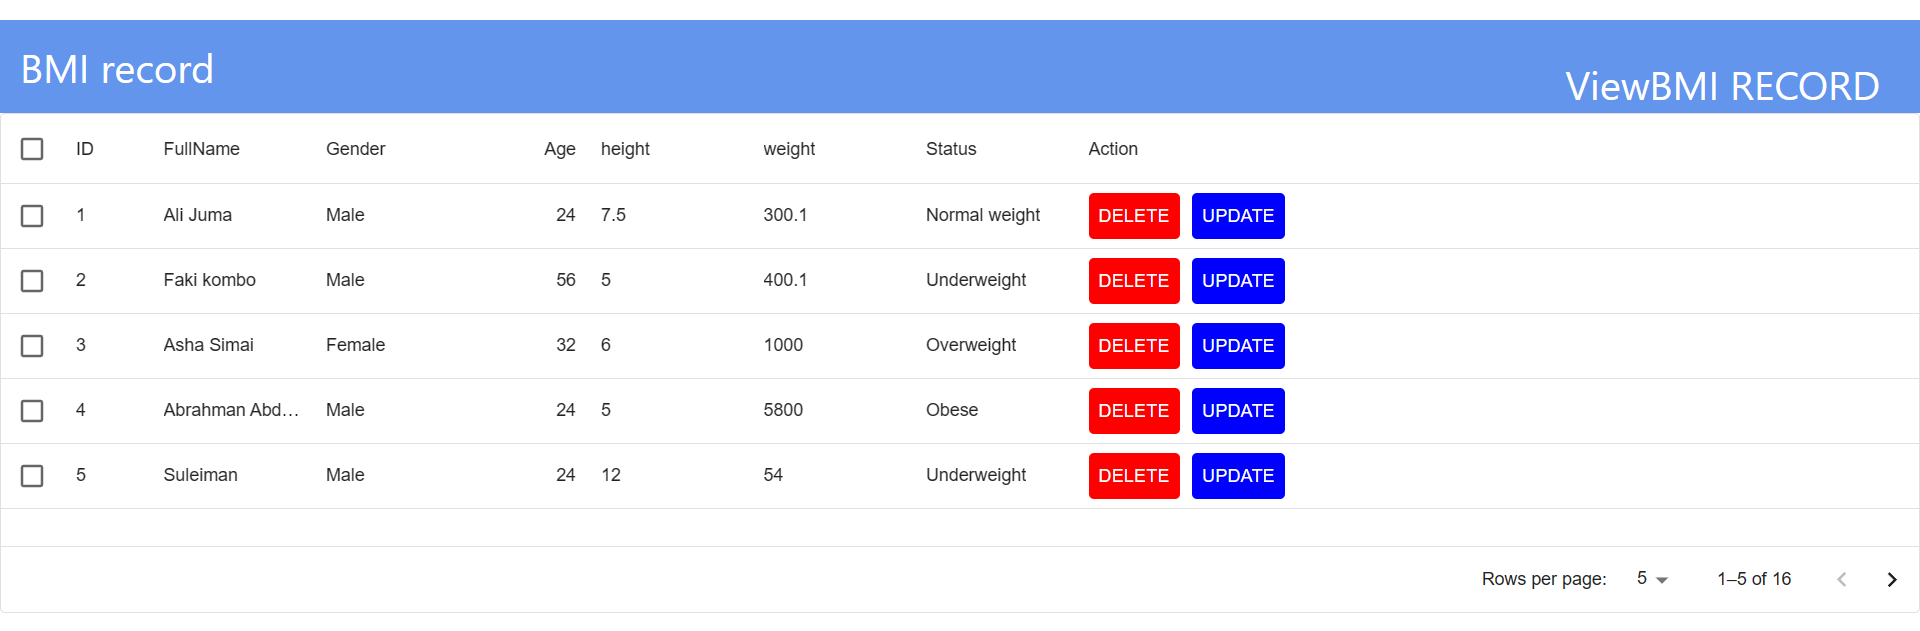 BMI record
ViewBMI RECORD
ID FullName Gender Age height weight Status Action
1 Ali Juma Male 24 7.5 300.1 Normal weight DELETE UPDATE
2 Faki kombo Male 56 5 400.1 Underweight DELETE UPDATE
3 Asha Simai Female 32 6 1000 Overweight DELETE UPDATE
4 Abrahman Abd... Male 24 5 5800 Obese DELETE UPDATE
5 Suleiman Male 24 12 54 Underweight DELETE UPDATE
Rows per page: 5 1–5 of 16